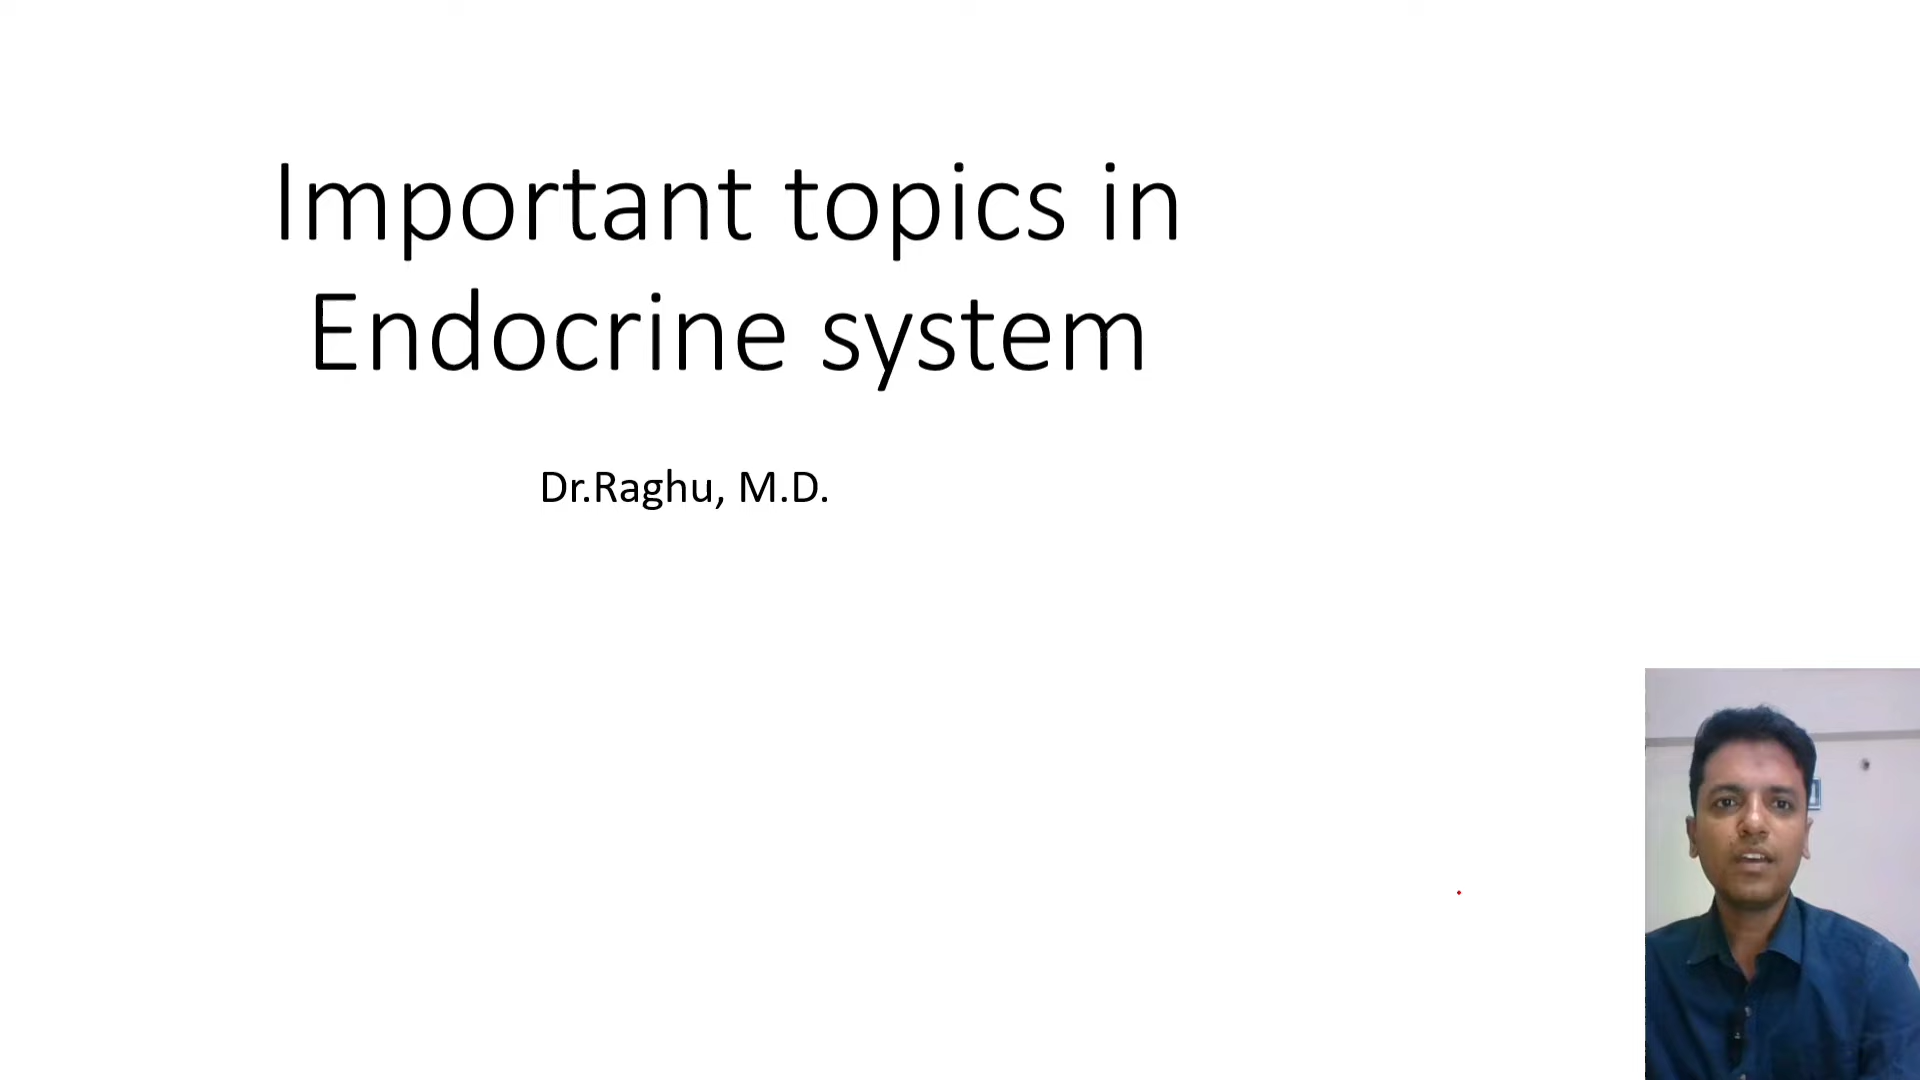 Important topics in
Endocrine system
Dr.Raghu, M.D.